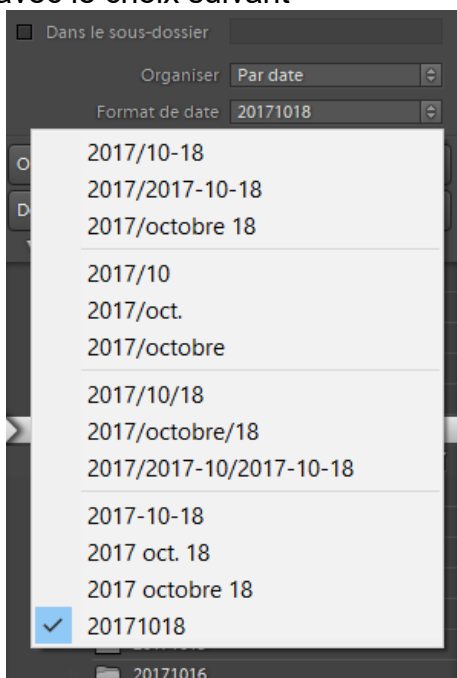 avec le choix suivant
Dans le sous-dossier
Organiser Par date
Format de date 20171018
2017/10-18
2017/2017-10-18
2017/octobre 18
2017/10
2017/oct.
2017/octobre
2017/10/18
2017/octobre/18
2017/2017-10/2017-10-18
2017-10-18
2017 oct. 18
2017 octobre 18
20171018
20171016